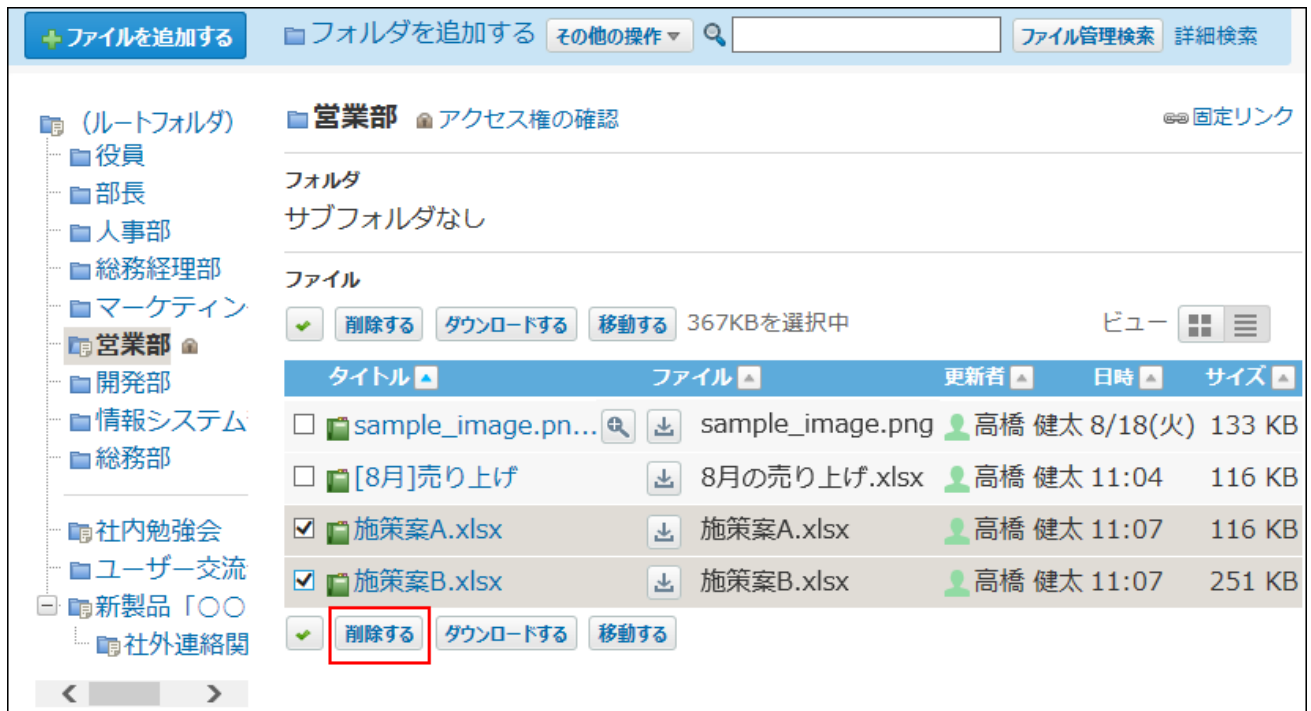 ファイルを追加する フォルダを追加する その他の操作 ファイル管理検索 詳細検索
(ルートフォルダ)
役員
部長
人事部
総務経理部
マーケティン
営業部
開発部
情報システム
総務部
社内勉強会
ユーザー交流
新製品「○○
社外連絡関
営業部 アクセス権の確認 固定リンク
フォルダ
サブフォルダなし
ファイル
削除する ダウンロードする 移動する 367KBを選択中 ビュー
タイトル ファイル 更新者 日時 サイズ
sample_image.pn... sample_image.png 高橋 健太 8/18(火) 133 KB
[8月]売り上げ 8月の売り上げ.xlsx 高橋 健太 11:04 116 KB
施策案A.xlsx 施策案A.xlsx 高橋 健太 11:07 116 KB
施策案B.xlsx 施策案B.xlsx 高橋 健太 11:07 251 KB
削除する ダウンロードする 移動する